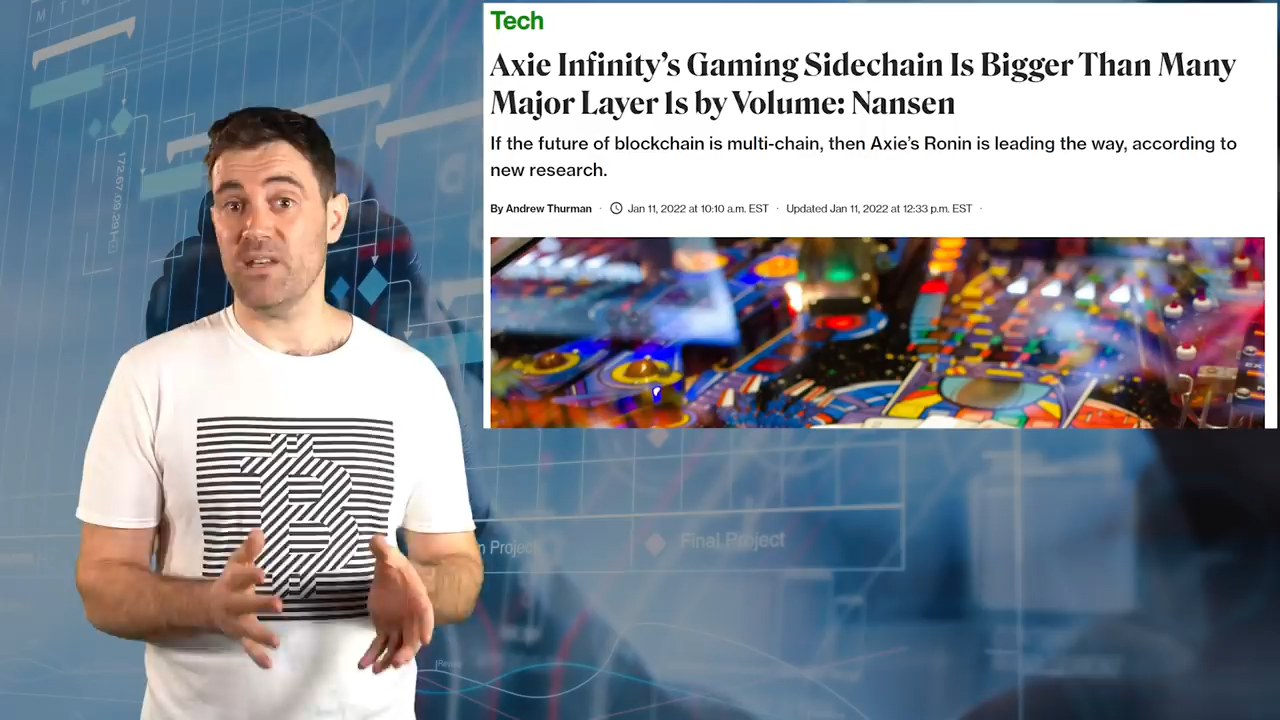 Tech
Axie Infinity’s Gaming Sidechain Is Bigger Than Many
Major Layer 1s by Volume: Nansen
If the future of blockchain is multi-chain, then Axie’s Ronin is leading the way, according to
new research.
By Andrew Thurman · Jan 11, 2022 at 10:10 a.m. EST · Updated Jan 11, 2022 at 12:33 p.m. EST ·
M T
n Project
Final Project